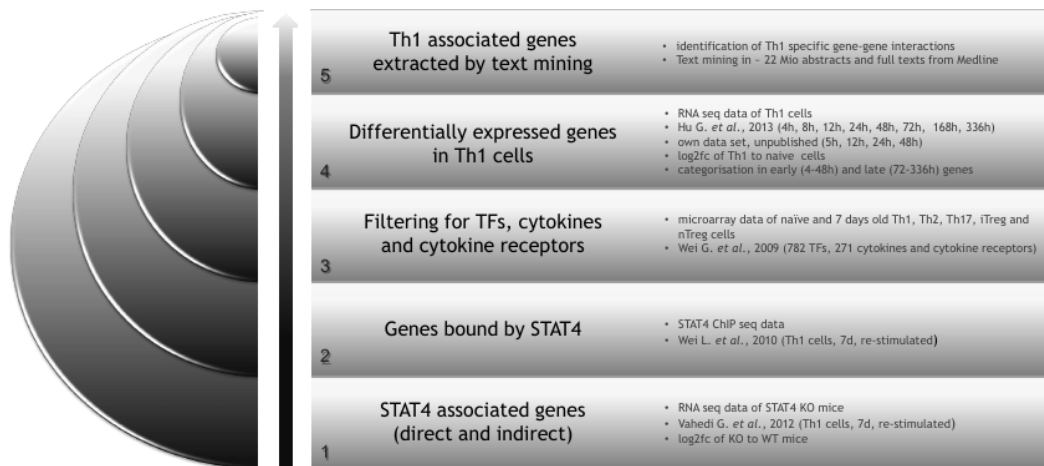 Th1 associated genes
extracted by text mining
5
• identification of Th1 specific gene-gene interactions
• Text mining in ~ 22 Mio abstracts and full texts from Medline
Differentially expressed genes
in Th1 cells
4
• RNA seq data of Th1 cells
• Hu G. et al., 2013 (4h, 8h, 12h, 24h, 48h, 72h, 168h, 336h)
• own data set, unpublished (5h, 12h, 24h, 48h)
• log2fc of Th1 to naive cells
• categorisation in early (4-48h) and late (72-336h) genes
Filtering for TFs, cytokines
and cytokine receptors
3
• microarray data of naïve and 7 days old Th1, Th2, Th17, iTreg and
nTreg cells
• Wei G. et al., 2009 (782 TFs, 271 cytokines and cytokine receptors)
Genes bound by STAT4
2
• STAT4 ChIP seq data
• Wei L. et al., 2010 (Th1 cells, 7d, re-stimulated)
STAT4 associated genes
(direct and indirect)
1
• RNA seq data of STAT4 KO mice
• Vahedi G. et al., 2012 (Th1 cells, 7d, re-stimulated)
• log2fc of KO to WT mice